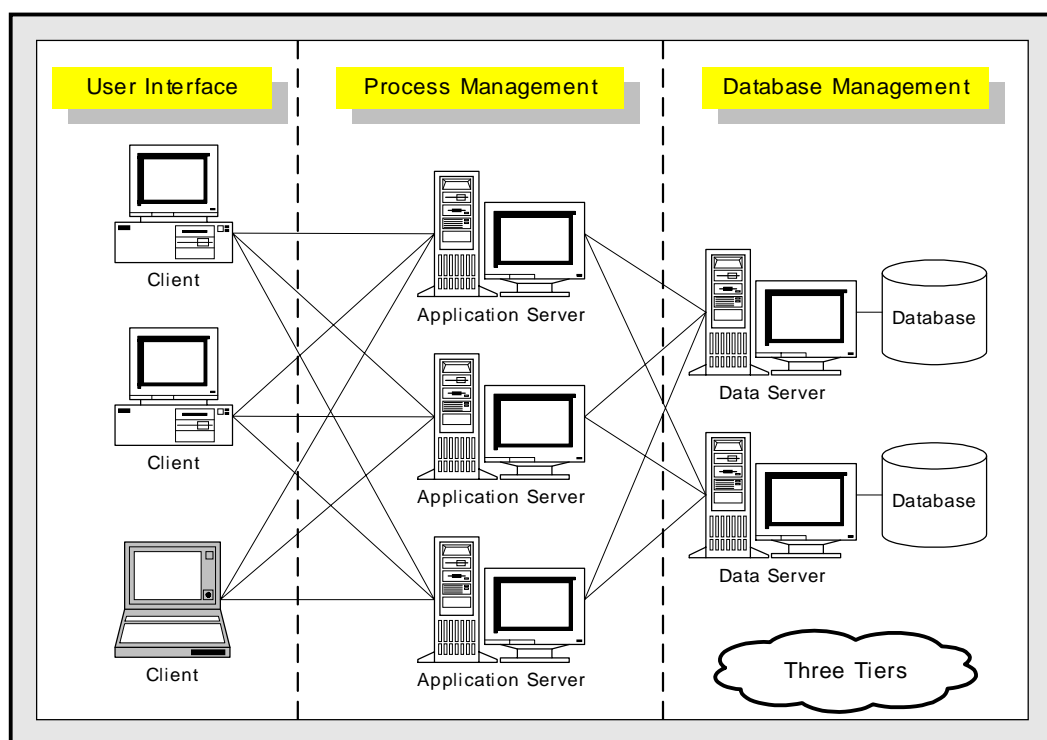 User Interface
Process Management
Database Management
Client
Client
Client
Application Server
Application Server
Application Server
Data Server
Database
Data Server
Database
Three Tiers